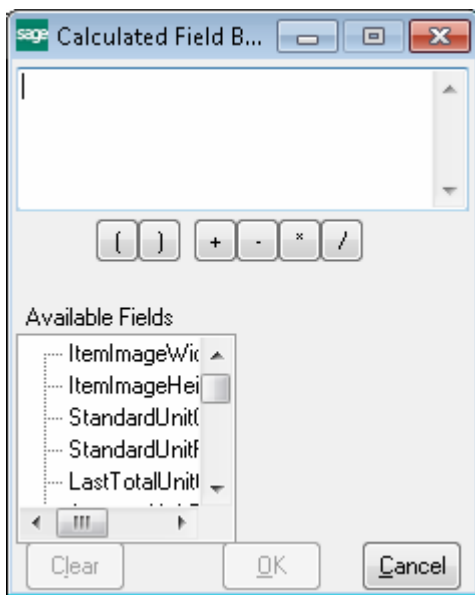 sage Calculated Field B...
( ) + - * /
Available Fields
ItemImageWid
ItemImageHei
StandardUnit
StandardUnit
LastTotalUnit
Clear OK Cancel